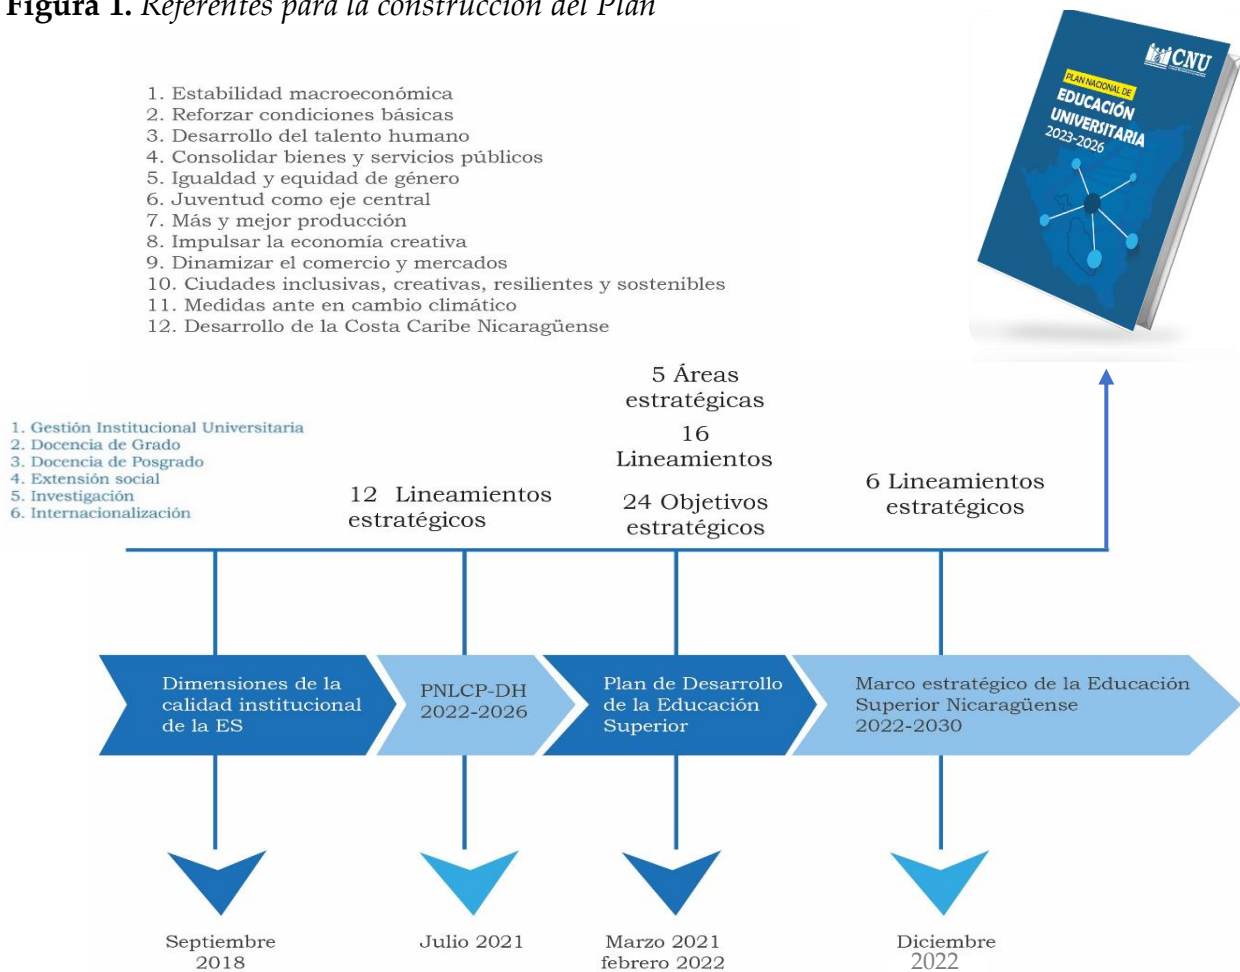 Figura 1. Referentes para la construcción del Plan
CNU
PLAN NACIONAL DE
EDUCACIÓN
UNIVERSITARIA
2023-2026
1. Estabilidad macroeconómica
2. Reforzar condiciones básicas
3. Desarrollo del talento humano
4. Consolidar bienes y servicios públicos
5. Igualdad y equidad de género
6. Juventud como eje central
7. Más y mejor producción
8. Impulsar la economía creativa
9. Dinamizar el comercio y mercados
10. Ciudades inclusivas, creativas, resilientes y sostenibles
11. Medidas ante en cambio climático
12. Desarrollo de la Costa Caribe Nicaragüense
1. Gestión Institucional Universitaria
2. Docencia de Grado
3. Docencia de Posgrado
4. Extensión social
5. Investigación
6. Internacionalización
12 Lineamientos
estratégicos
5 Áreas
estratégicas
16
Lineamientos
24 Objetivos
estratégicos
6 Lineamientos
estratégicos
Dimensiones de la
calidad institucional
de la ES
PNLCP-DH
2022-2026
Plan de Desarrollo
de la Educación
Superior
Marco estratégico de la Educación
Superior Nicaragüense
2022-2030
Septiembre
2018
Julio 2021
Marzo 2021
febrero 2022
Diciembre
2022